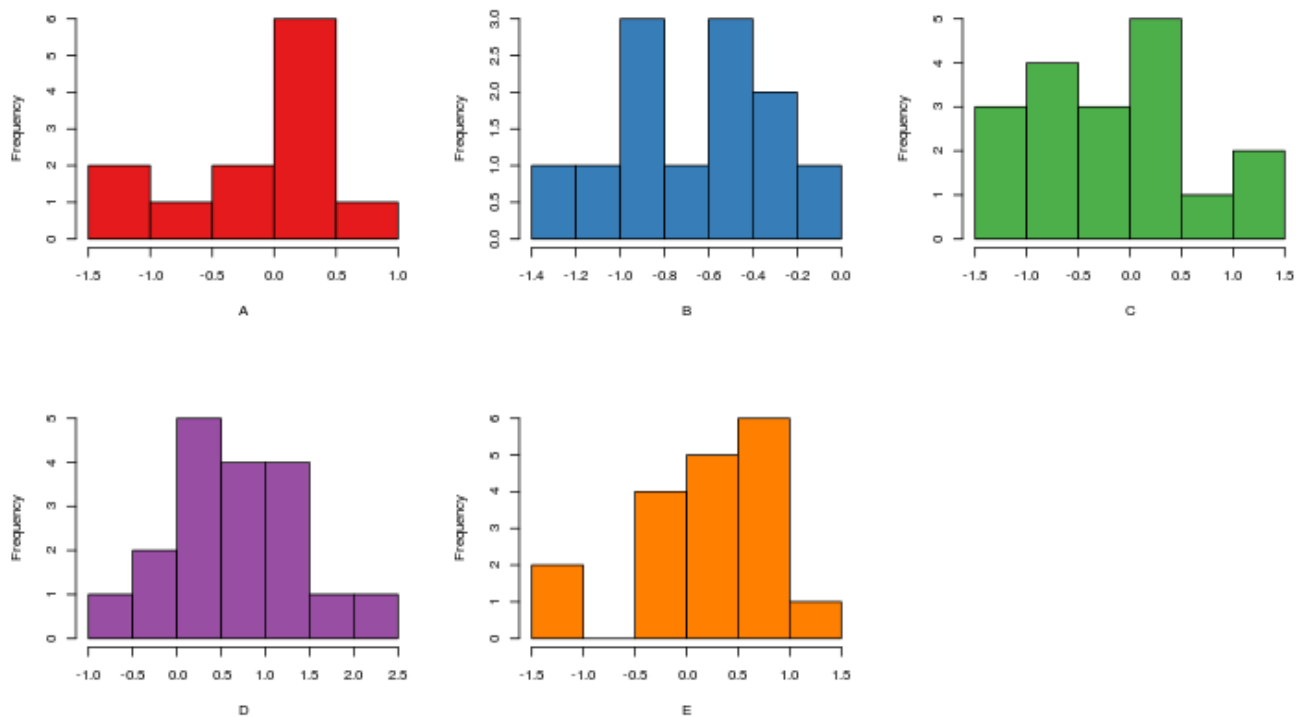 Frequency
0 1 2 3 4 5 6
-1.5 -1.0 -0.5 0.0 0.5 1.0
A
Frequency
0.0 0.5 1.0 1.5 2.0 2.5 3.0
-1.4 -1.2 -1.0 -0.8 -0.6 -0.4 -0.2 0.0
B
Frequency
0 1 2 3 4 5
-1.5 -1.0 -0.5 0.0 0.5 1.0 1.5
C
Frequency
0 1 2 3 4 5
-1.0 -0.5 0.0 0.5 1.0 1.5 2.0 2.5
D
Frequency
0 1 2 3 4 5 6
-1.5 -1.0 -0.5 0.0 0.5 1.0 1.5
E